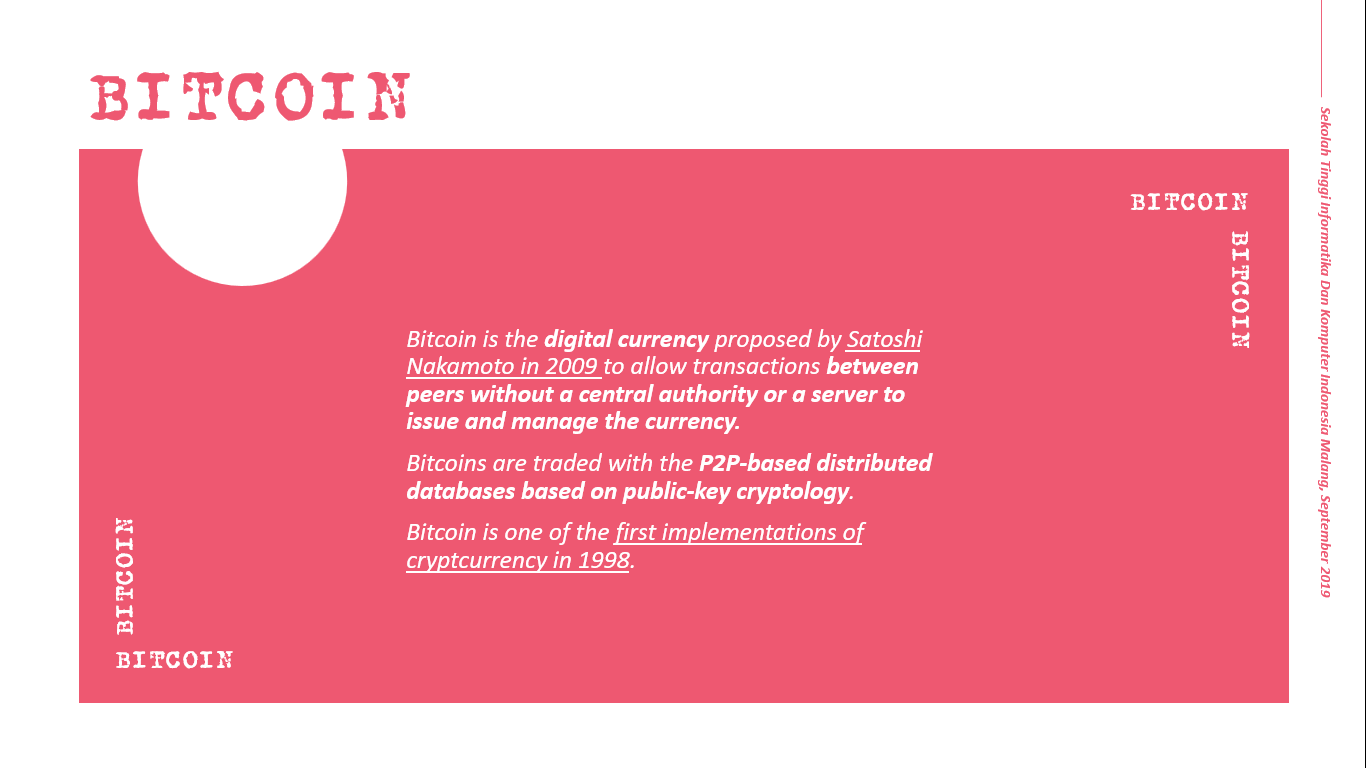 BITCOIN
BITCOIN
BITCOIN
Bitcoin is the digital currency proposed by Satoshi
Nakamoto in 2009 to allow transactions between
peers without a central authority or a server to
issue and manage the currency.
Bitcoins are traded with the P2P-based distributed
databases based on public-key cryptology.
Bitcoin is one of the first implementations of
cryptcurrency in 1998.
BITCOIN
BITCOIN
Sekolah Tinggi Informatika Dan Komputer Indonesia Malang, September 2019